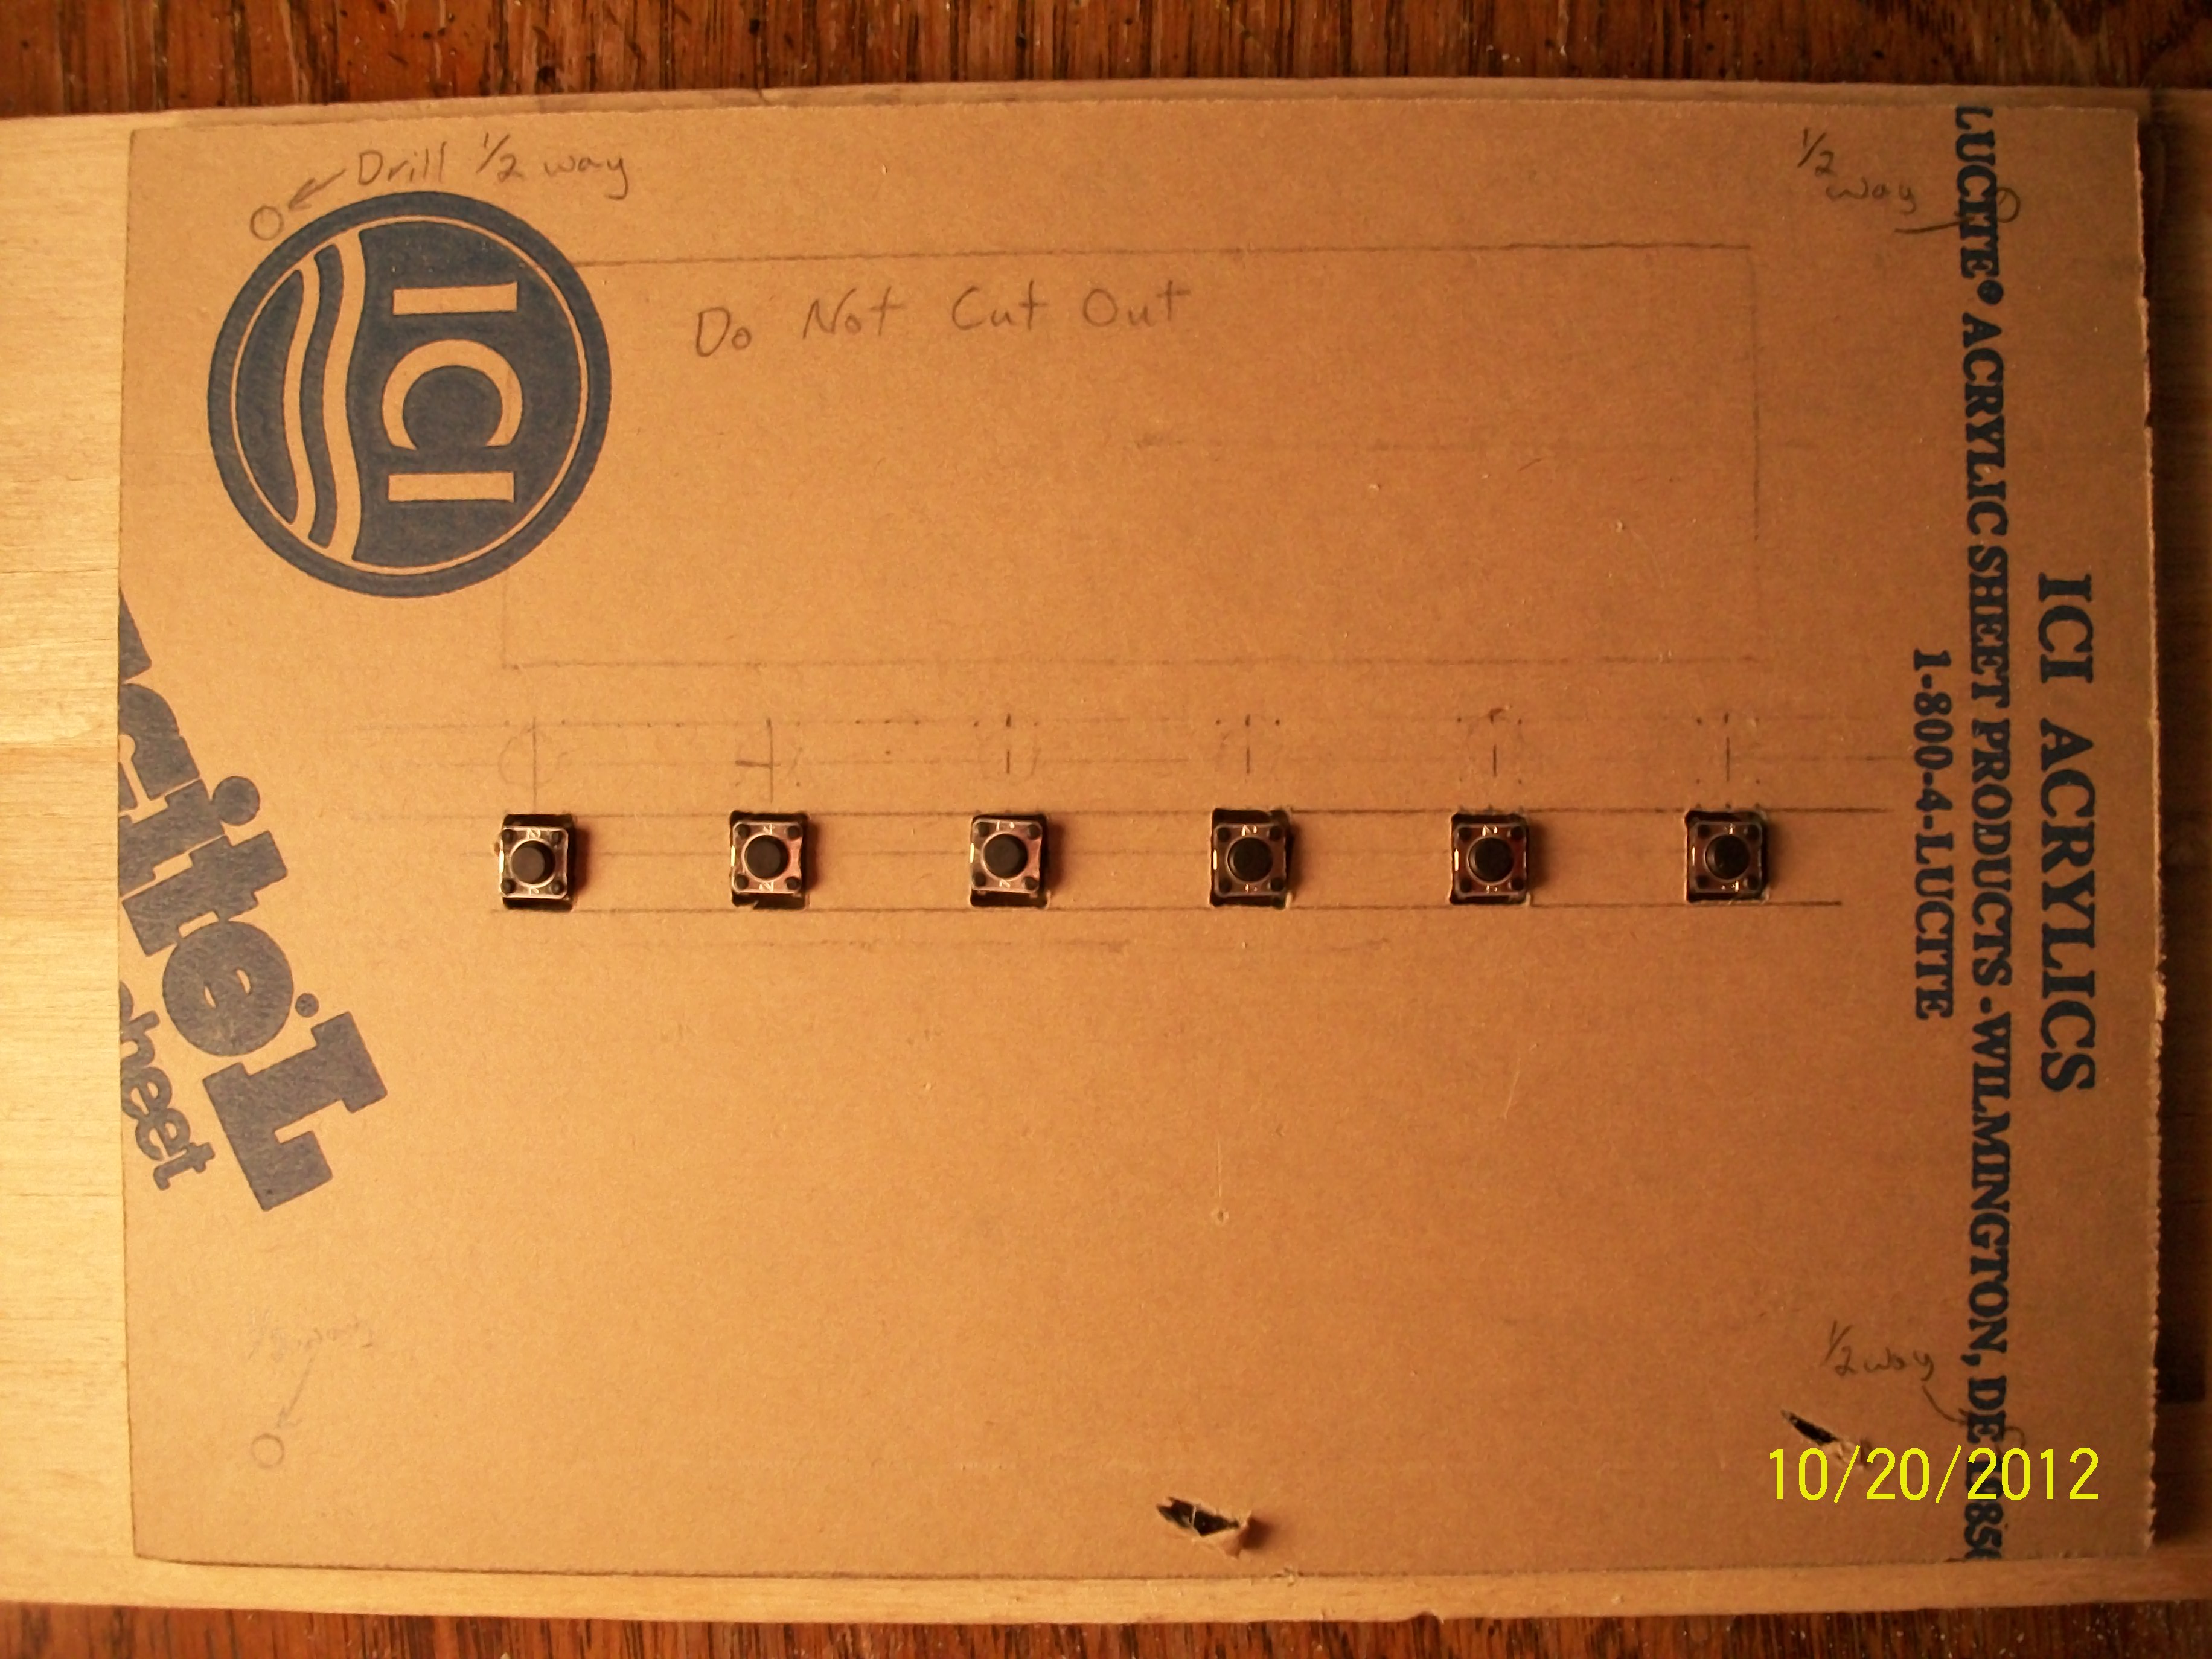 Drill 1/2 way
1/2
way
Do Not Cut Out
ICI
ICI ACRYLICS
LUCITE® ACRYLIC SHEET PRODUCTS - WILMINGTON, DE
1-800-4-LUCITE
citeL
sheet
1/2 way
10/20/2012